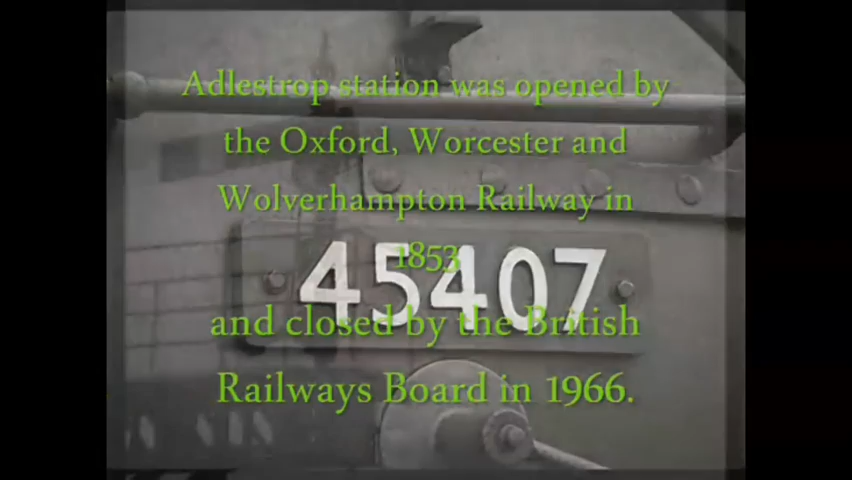 Adlestrop station was opened by
the Oxford, Worcester and
Wolverhampton Railway in
1853
45407
and closed by the British
Railways Board in 1966.